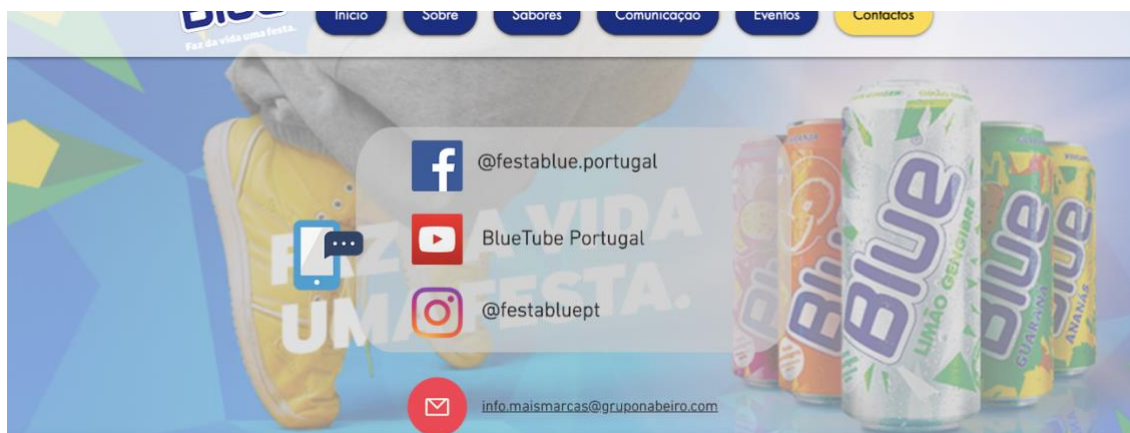 Blue
Faz da vida uma festa.
Início
Sobre
Sabores
Comunicação
Eventos
Contactos
@festablue.portugal
BlueTube Portugal
@festabluept
info.maismarcas@gruponabeiro.com
FAZ DA VIDA
UMA FESTA.
Blue
Blue
Blue
LIMÃO GENGIBRE
Blue
GUARANÁ
Blue
ANANÁS